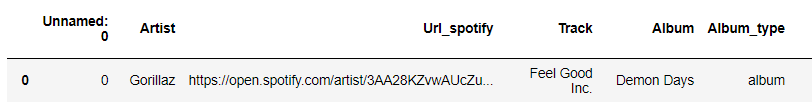 Unnamed: 0 Artist Url_spotify Track Album Album_type
0 0 Gorillaz https://open.spotify.com/artist/3AA28KZvwAUcZu... Feel Good Inc. Demon Days album